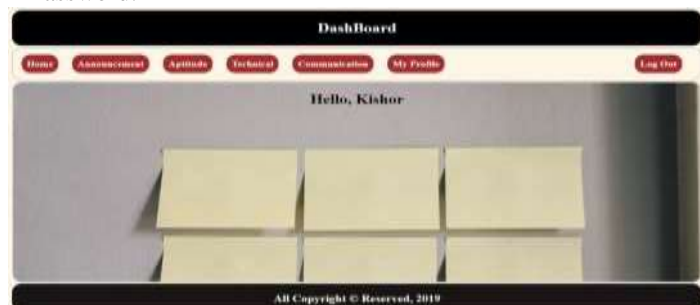 DashBoard
Home Announcement Aptitude Technical Communication My Profile Log Out
Hello, Kishor
All Copyright © Reserved, 2019